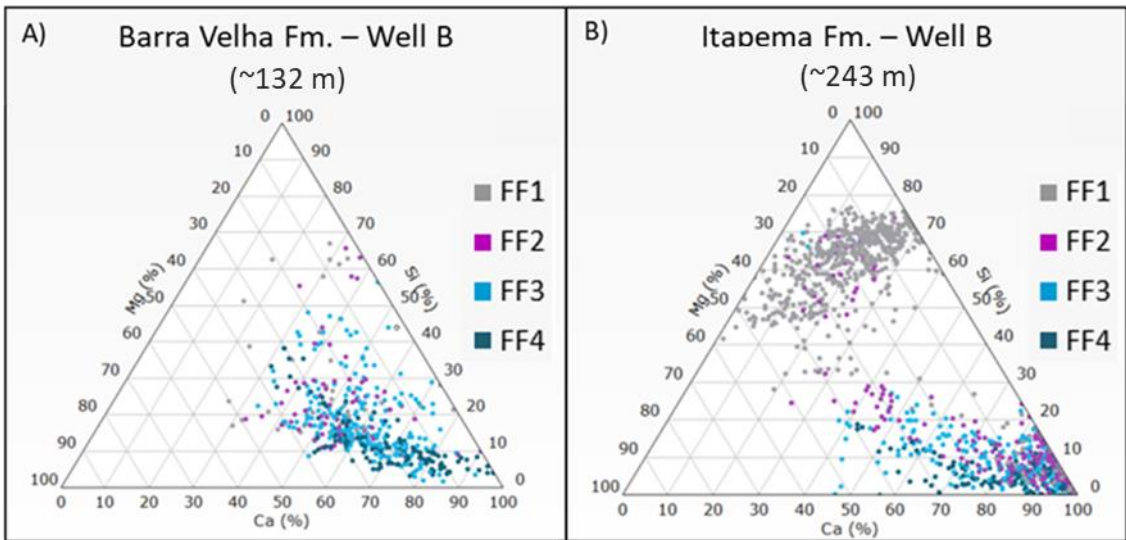 A)
Barra Velha Fm. – Well B
(~132 m)
0 100
10 90
20 80
30 70
40 60
50 50
60 40
70 30
80 20
90 10
100 0
Mg (%)
Si (%)
0 10 20 30 40 50 60 70 80 90 100
Ca (%)
FF1
FF2
FF3
FF4
B)
Itapema Fm. – Well B
(~243 m)
0 100
10 90
20 80
30 70
40 60
50 50
60 40
70 30
80 20
90 10
100 0
Mg (%)
Si (%)
0 10 20 30 40 50 60 70 80 90 100
Ca (%)
FF1
FF2
FF3
FF4